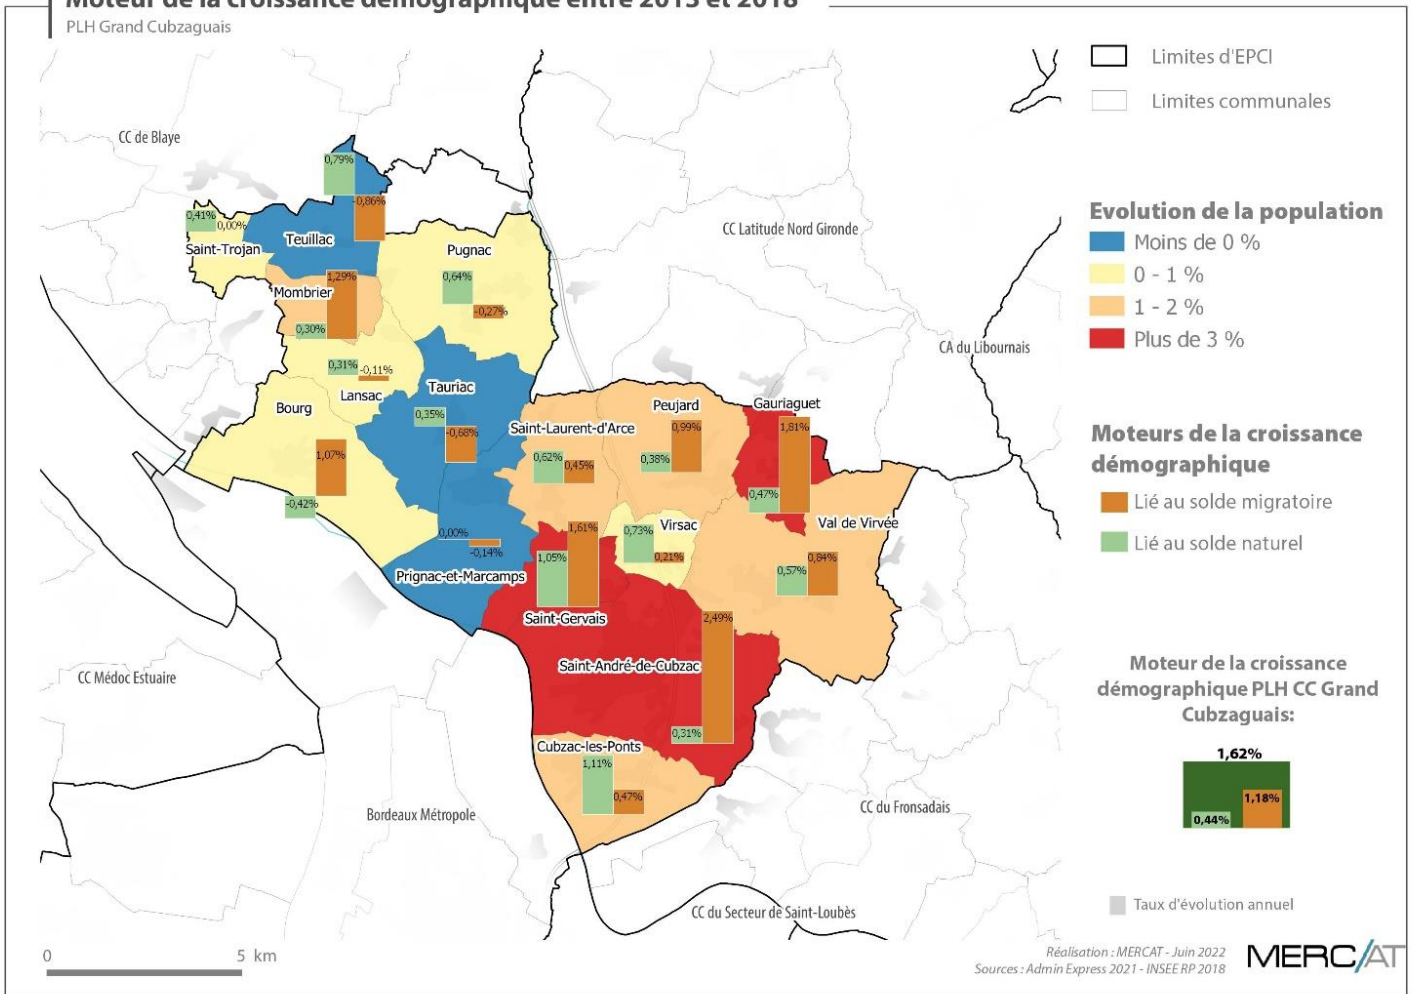 Moteur de la croissance démographique entre 2013 et 2018
PLH Grand Cubzaguais
Limites d'EPCI
Limites communales
CC de Blaye
CC Latitude Nord Gironde
CA du Libournais
CC Médoc Estuaire
Bordeaux Métropole
CC du Fronsadais
CC du Secteur de Saint-Loubès
0,79%
-0,86%
Teuillac
0,41%
0,00%
Saint-Trojan
Pugnac
0,64%
-0,27%
1,29%
Mombrier
0,30%
0,31%
-0,11%
Lansac
Tauriac
0,35%
-0,68%
Bourg
1,07%
-0,42%
Saint-Laurent-d'Arce
0,62%
0,45%
Peujard
0,99%
0,38%
Gauriaguet
1,81%
0,47%
Val de Virvée
0,57%
0,84%
Virsac
0,73%
0,21%
0,00%
-0,14%
Prignac-et-Marcamps
1,61%
1,05%
Saint-Gervais
2,49%
Saint-André-de-Cubzac
0,31%
Cubzac-les-Ponts
1,11%
0,47%
Evolution de la population
Moins de 0 %
0 - 1 %
1 - 2 %
Plus de 3 %
Moteurs de la croissance
démographique
Lié au solde migratoire
Lié au solde naturel
Moteur de la croissance
démographique PLH CC Grand
Cubzaguais:
1,62%
1,18%
0,44%
Taux d'évolution annuel
0 5 km
Réalisation : MERCAT - Juin 2022
Sources : Admin Express 2021 - INSEE RP 2018
MERC/AT